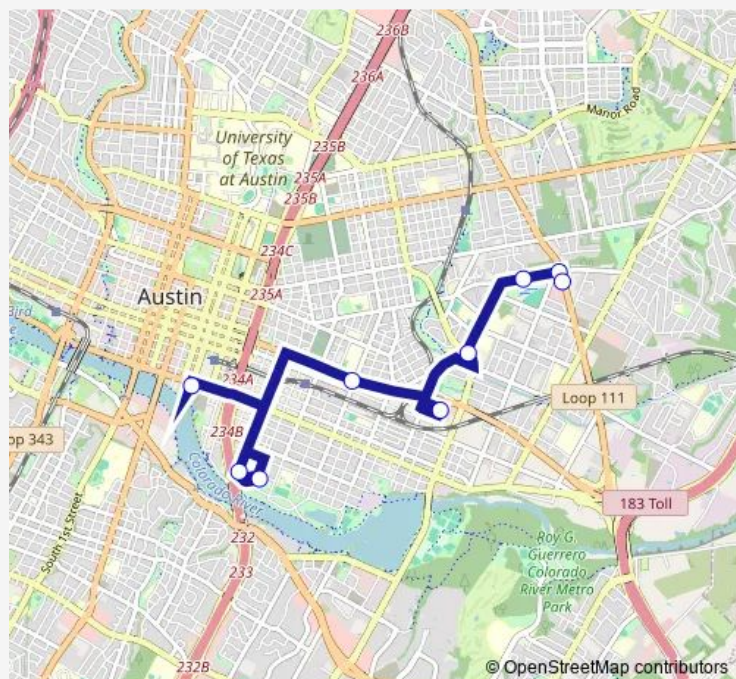 236B
236A
Manor Road
University
of Texas
at Austin
235B
235A
235B
234C
Austin
235A
Bird
234A
Loop 111
op 343
234B
Colorado River
183 Toll
South 1st Street
232
233
Roy G.
Guerrero
Colorado
River Metro
Park
232B
© OpenStreetMap contributors